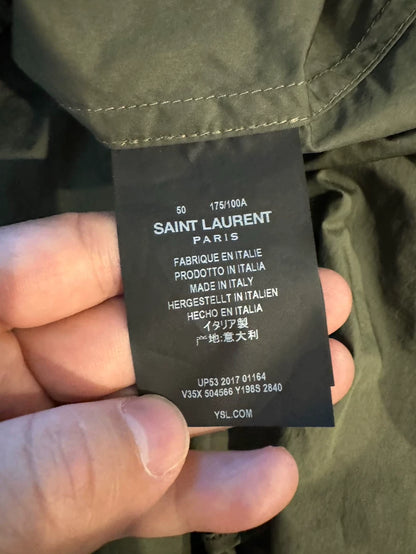 50 175/100A
SAINT LAURENT
PARIS
FABRIQUE EN ITALIE
PRODOTTO IN ITALIA
MADE IN ITALY
HERGESTELLT IN ITALIEN
HECHO EN ITALIA
イタリア製
产地:意大利
UP53 2017 01164
V35X 504566 Y198S 2840
YSL.COM